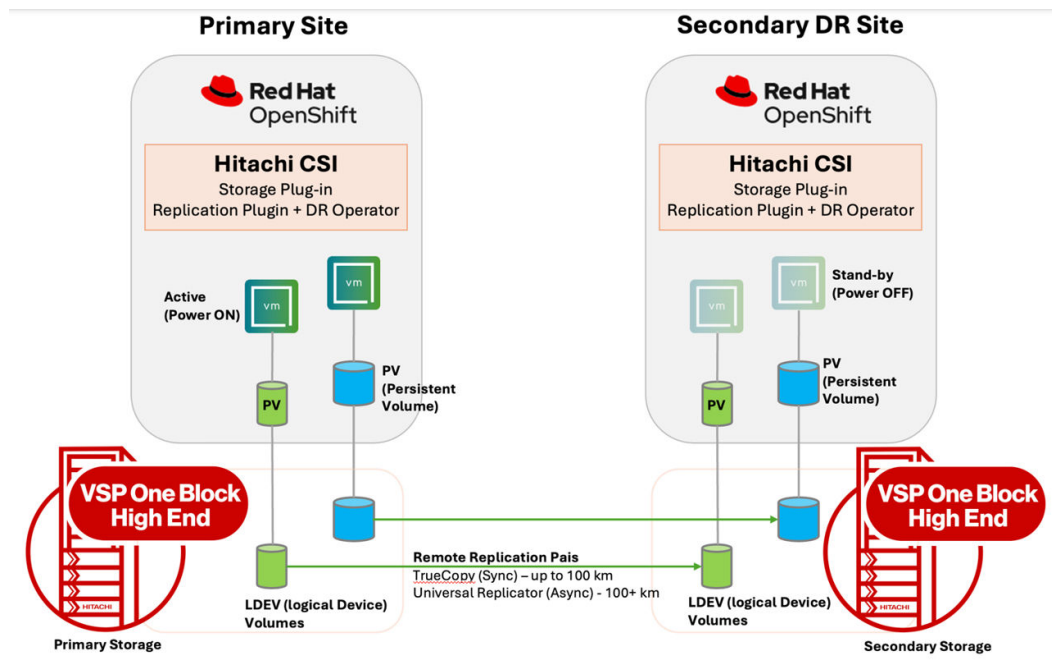 Primary Site
Red Hat
OpenShift
Hitachi CSI
Storage Plug-in
Replication Plugin + DR Operator
Active
(Power ON)
vm
vm
PV
PV
(Persistent
Volume)
VSP One Block
High End
HITACHI
Primary Storage
LDEV (logical Device)
Volumes
Remote Replication Pais
TrueCopy (Sync) – up to 100 km
Universal Replicator (Async) - 100+ km
Secondary DR Site
Red Hat
OpenShift
Hitachi CSI
Storage Plug-in
Replication Plugin + DR Operator
vm
vm
Stand-by
(Power OFF)
PV
PV
(Persistent
Volume)
VSP One Block
High End
HITACHI
LDEV (logical Device)
Volumes
Secondary Storage